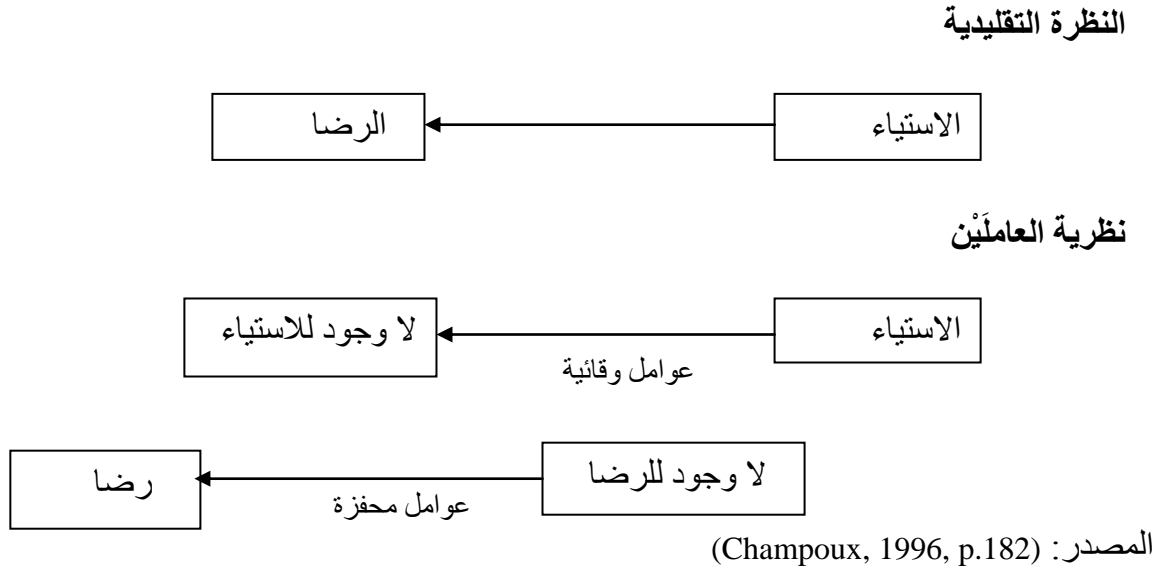 النظرة التقليدية
الاستياء
الرضا
نظرية العاملَيْن
الاستياء
لا وجود للاستياء
عوامل وقائية
لا وجود للرضا
رضا
عوامل محفزة
المصدر: (Champoux, 1996, p.182)